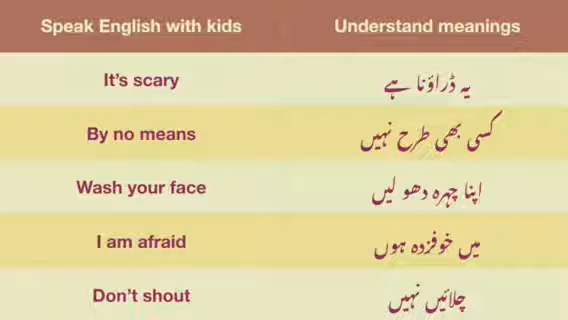 Speak English with kids
Understand meanings
It's scary
یہ ڈراؤنا ہے
By no means
کسی بھی طرح نہیں
Wash your face
اپنا چہرہ دھو لیں
I am afraid
میں خوفزدہ ہوں
Don't shout
چلائیں نہیں